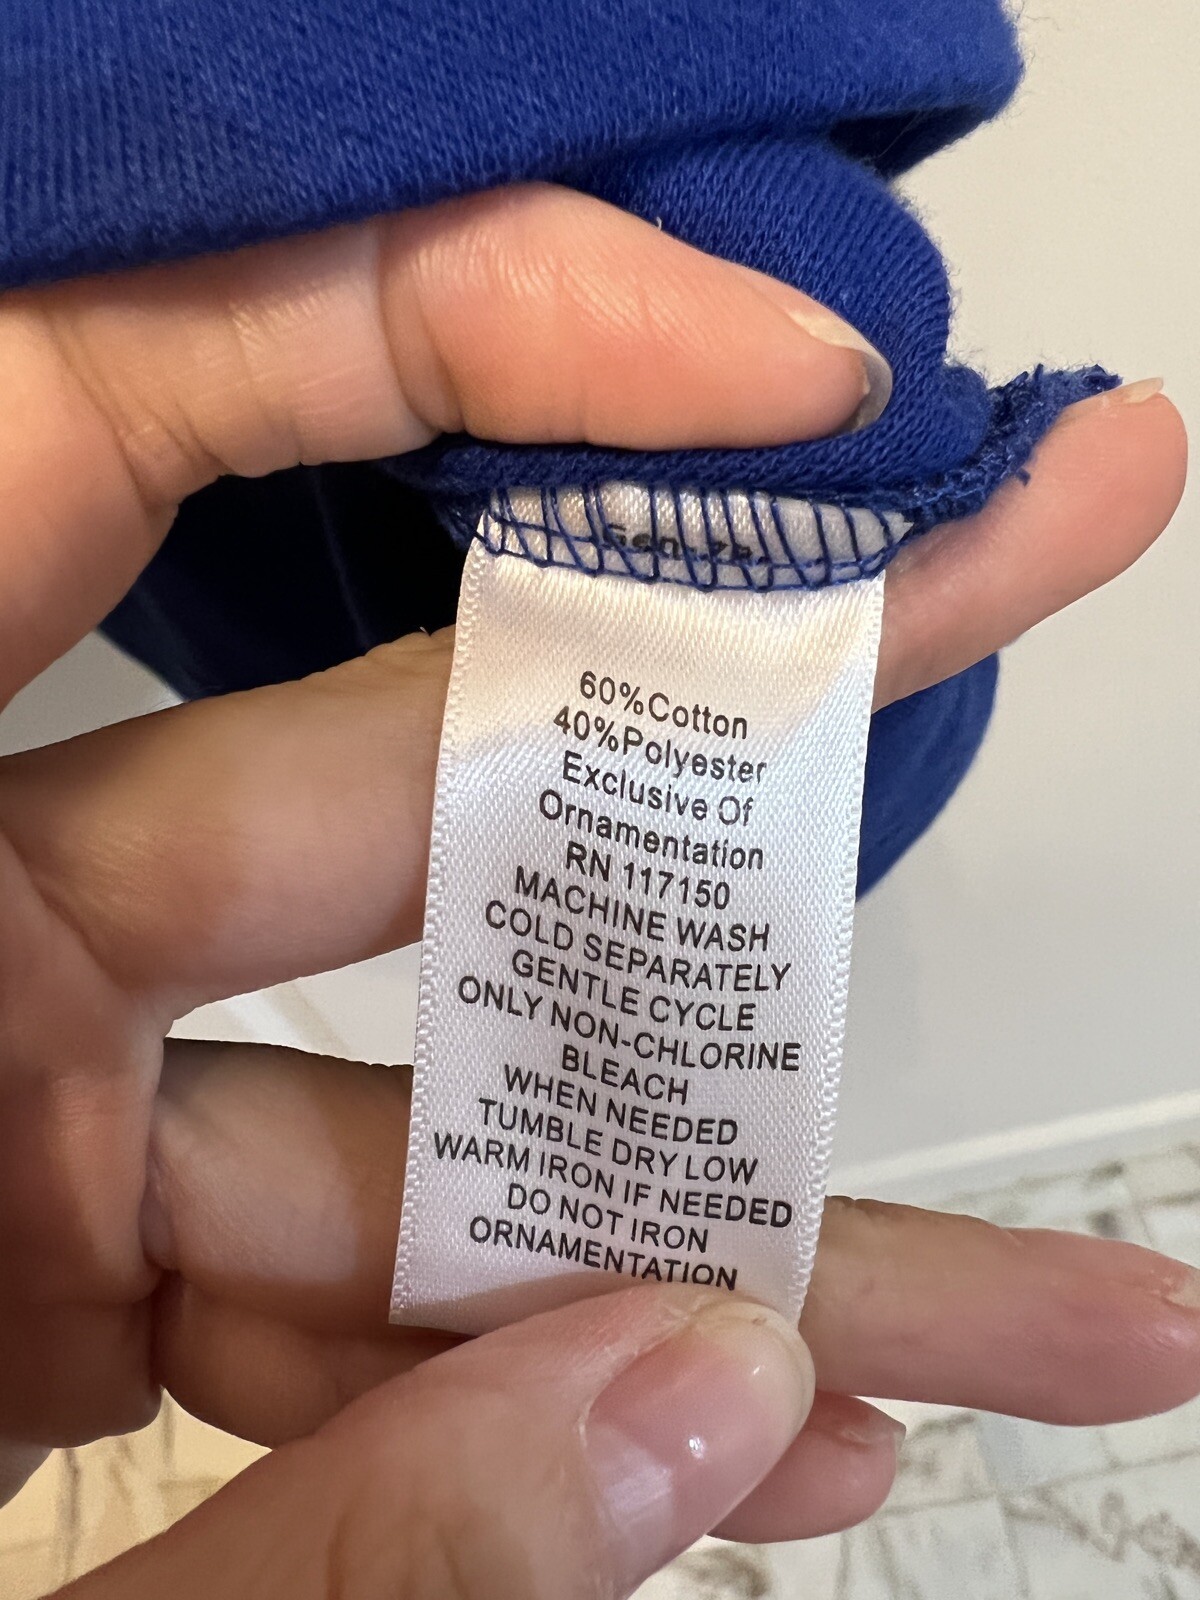 60%Cotton
40%Polyester
Exclusive Of
Ornamentation
RN 117150
MACHINE WASH
COLD SEPARATELY
GENTLE CYCLE
ONLY NON-CHLORINE
BLEACH
WHEN NEEDED
TUMBLE DRY LOW
WARM IRON IF NEEDED
DO NOT IRON
ORNAMENTATION